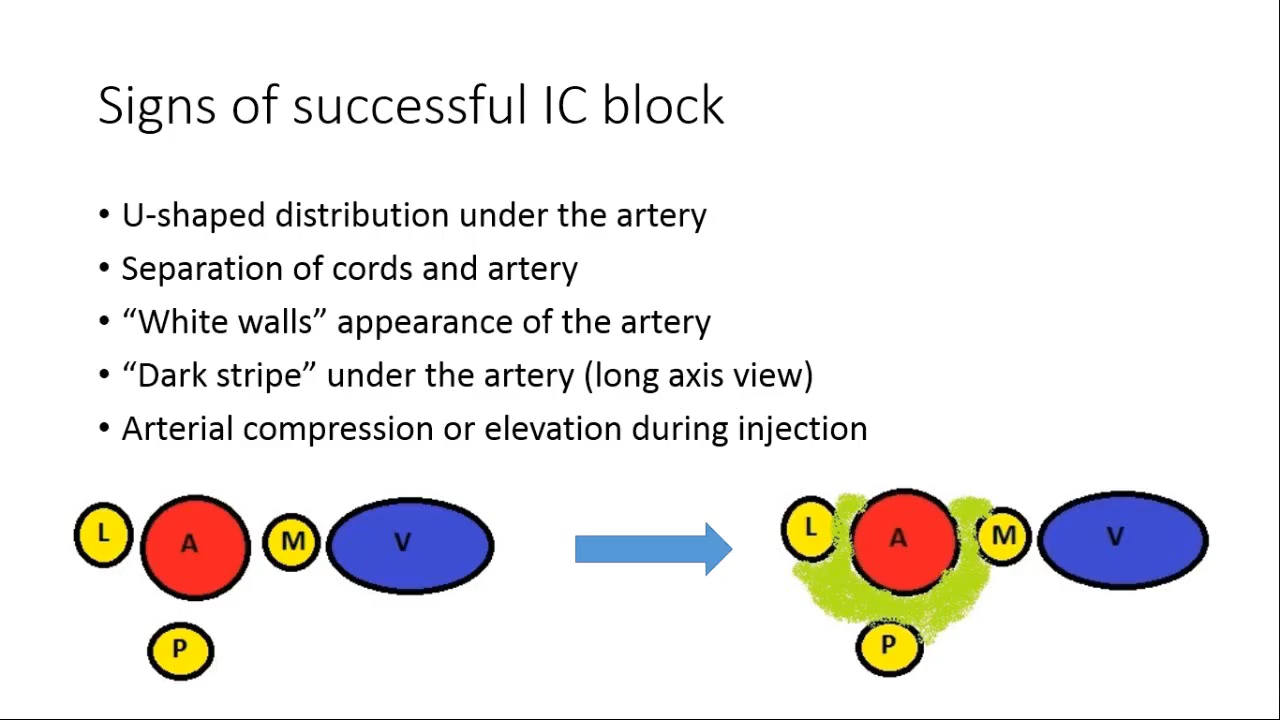 Signs of successful IC block
• U-shaped distribution under the artery
• Separation of cords and artery
• “White walls” appearance of the artery
• “Dark stripe” under the artery (long axis view)
• Arterial compression or elevation during injection
L A M V
P
L A M V
P